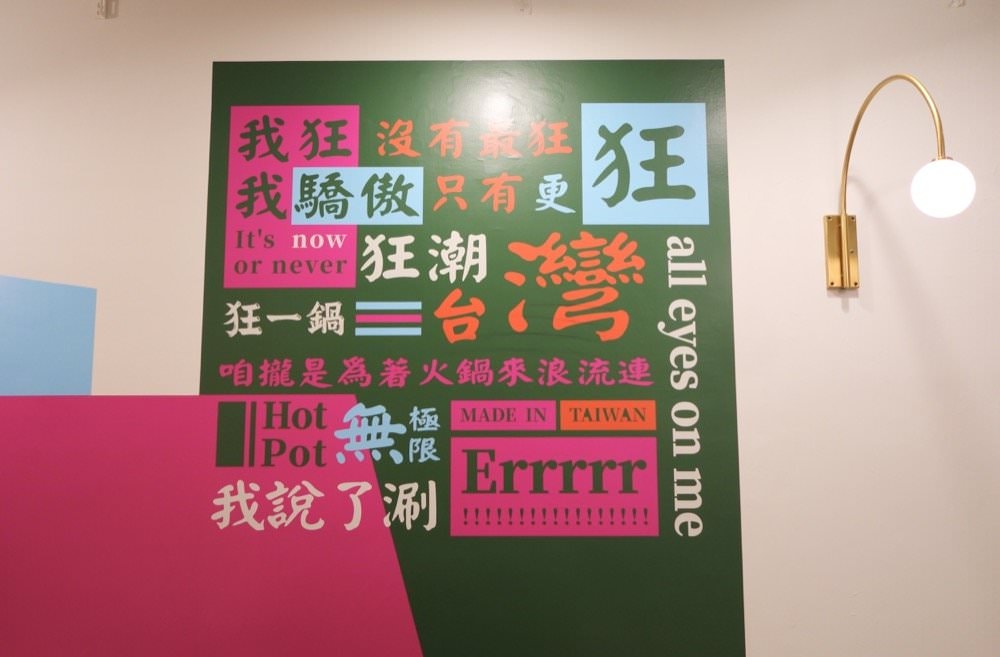 我狂 沒有最狂
我驕傲 只有更狂
It's now
or never
狂潮
台灣
狂一鍋
all eyes on me
咱攏是為著火鍋來浪流連
Hot
Pot
無極限
MADE IN TAIWAN
Errrrrr
!!!!!!!!!!!!!!!!!
我說了涮